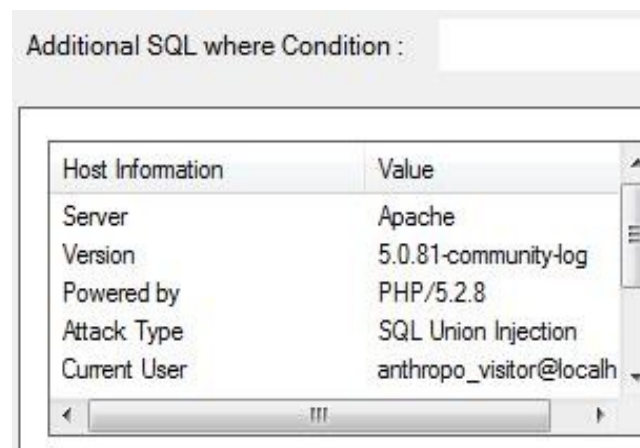 Additional SQL where Condition :
Host Information Value
Server Apache
Version 5.0.81-community-log
Powered by PHP/5.2.8
Attack Type SQL Union Injection
Current User anthropo_visitor@localh